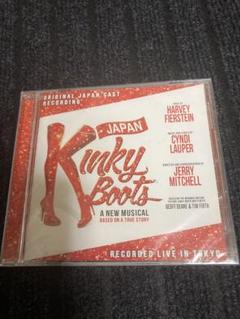 ORIGINAL JAPAN CAST
RECORDING
JAPAN
Kinky
Boots
A NEW MUSICAL
BASED ON A TRUE STORY
HARVEY
FIERSTEIN
CYNDI
LAUPER
JERRY
MITCHELL
GEOFF DEANE & TIM FIRTH
RECORDED LIVE IN TOKYO